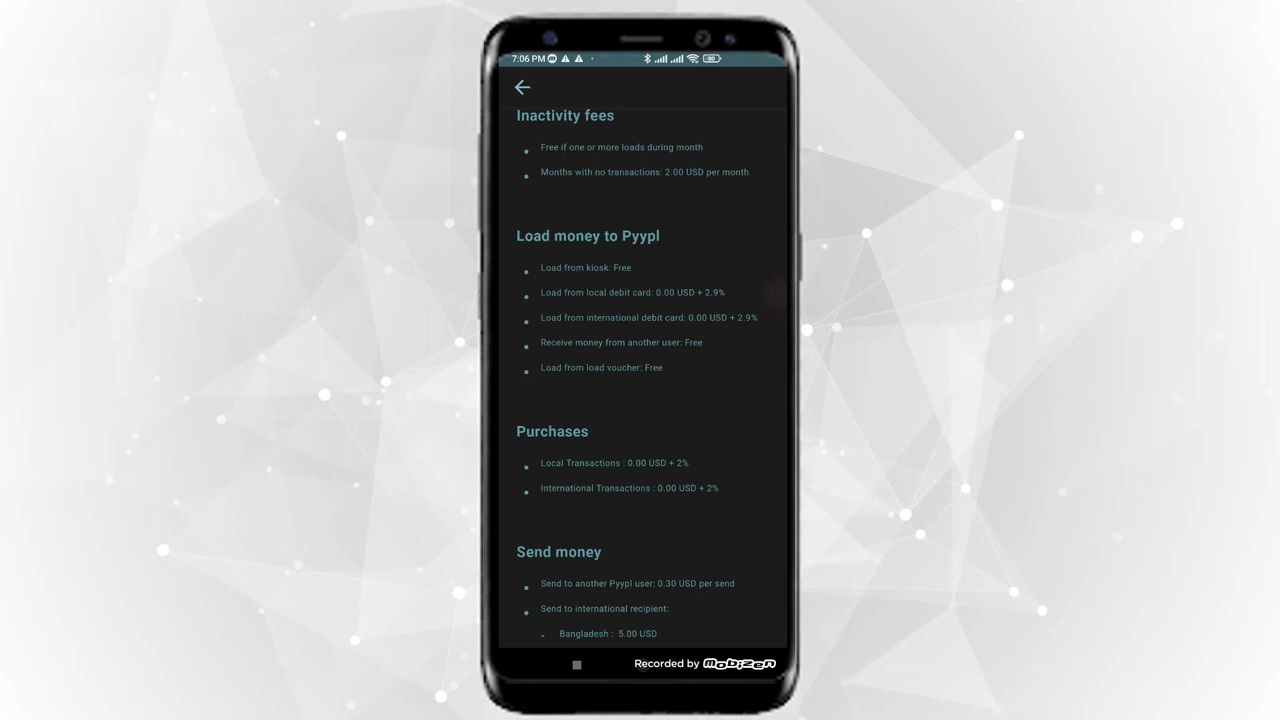 7:06 PM
Inactivity fees
Free if one or more loads during month
Months with no transactions: 2.00 USD per month
Load money to Pyypl
Load from kiosk: Free
Load from local debit card: 0.00 USD + 2.9%
Load from international debit card: 0.00 USD + 2.9%
Receive money from another user: Free
Load from load voucher: Free
Purchases
Local Transactions : 0.00 USD + 2%
International Transactions : 0.00 USD + 2%
Send money
Send to another Pyypl user: 0.30 USD per send
Send to international recipient:
- Bangladesh : 5.00 USD
Recorded by mobizen